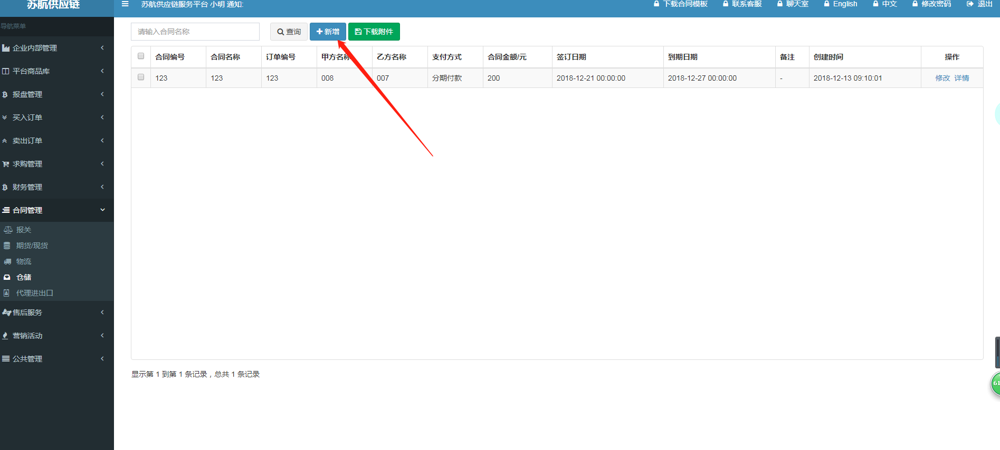 苏航供应链
苏航供应链服务平台 小明 通知:
下载合同模板 联系客服 聊天室 English 中文 修改密码 退出
导航菜单
企业内部管理
平台商品库
报盘管理
买入订单
卖出订单
求购管理
财务管理
合同管理
报关
期货/现货
物流
仓储
代理进出口
售后服务
营销活动
公共管理
请输入合同名称 查询 新增 下载附件
合同编号 合同名称 订单编号 甲方名称 乙方名称 支付方式 合同金额/元 签订日期 到期日期 备注 创建时间 操作
123 123 123 008 007 分期付款 200 2018-12-21 00:00:00 2018-12-27 00:00:00 - 2018-12-13 09:10:01 修改 详情
显示第 1 到第 1 条记录，总共 1 条记录
61